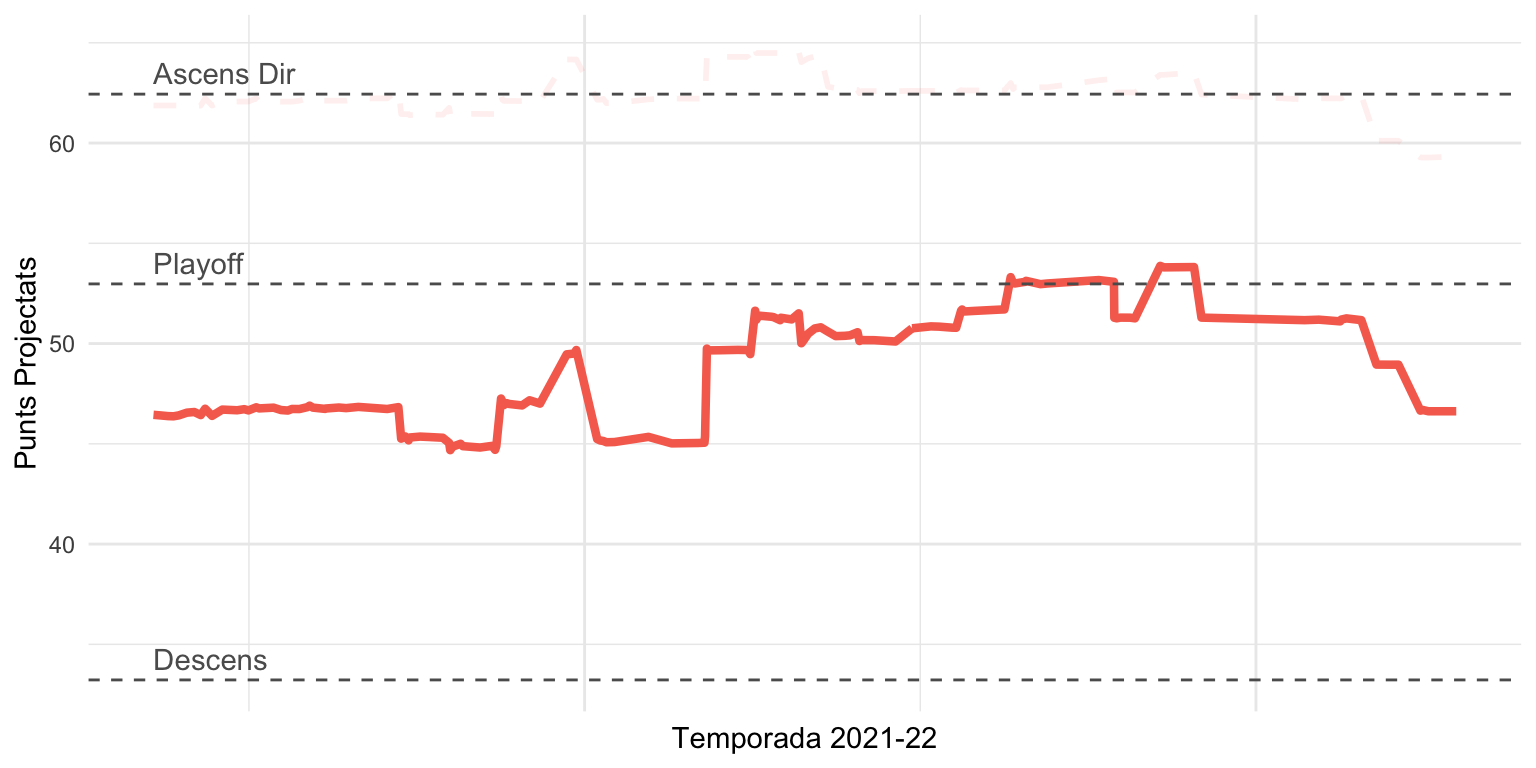 Ascens Dir
60
Playoff
50
40
Descens
Punts Projectats
Temporada 2021-22